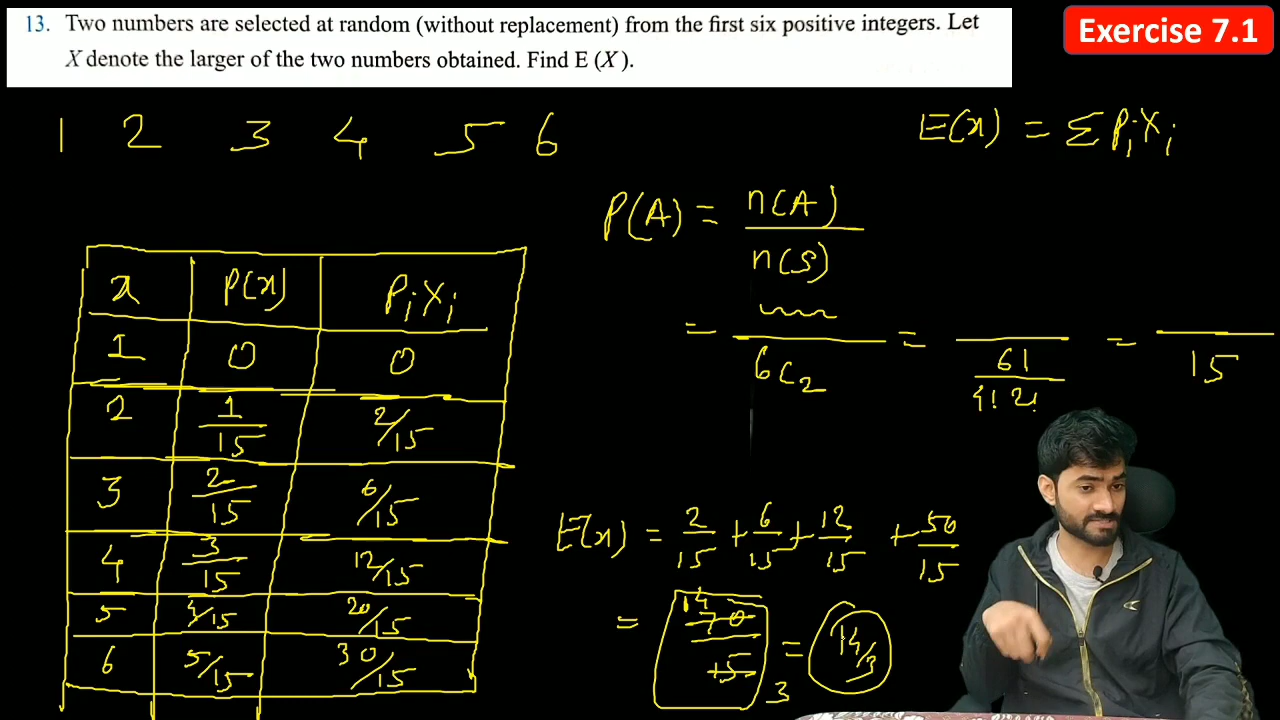 13. Two numbers are selected at random (without replacement) from the first six positive integers. Let
X denote the larger of the two numbers obtained. Find E (X ).
Exercise 7.1
1 2 3 4 5 6
E(x) = Σ PiXi
P(A) = n(A)/n(S)
= /6C2 = /(6!/4!2!) = /15
x P(x) PiXi
1 0 0
2 1/15 2/15
3 2/15 6/15
4 3/15 12/15
5 4/15 20/15
6 5/15 30/15
E(x) = 2/15 + 6/15 + 12/15 + 50/15
= 14 70/15 3 = 14/3